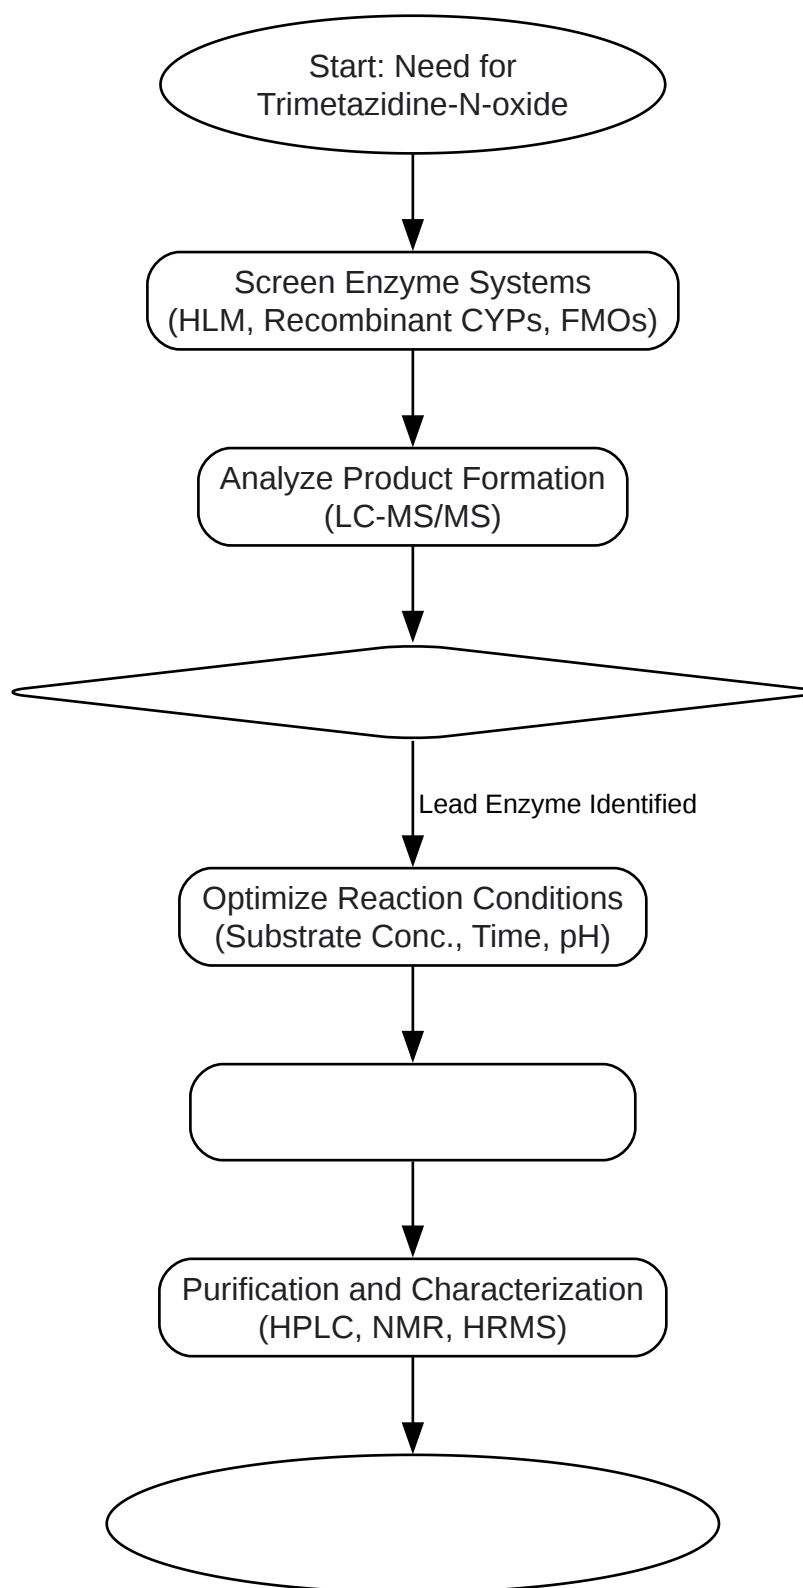 Start: Need for
Trimetazidine-N-oxide
Screen Enzyme Systems
(HLM, Recombinant CYPs, FMOs)
Analyze Product Formation
(LC-MS/MS)
Lead Enzyme Identified
Optimize Reaction Conditions
(Substrate Conc., Time, pH)
Purification and Characterization
(HPLC, NMR, HRMS)